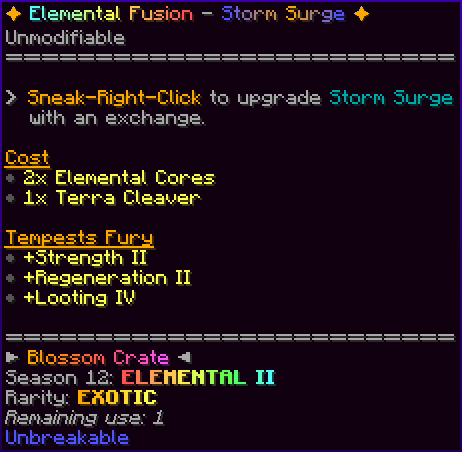 ✦ Elemental Fusion – Storm Surge ✦
Unmodifiable
====================================
> Sneak-Right-Click to upgrade Storm Surge
with an exchange.
Cost
• 2x Elemental Cores
• 1x Terra Cleaver
Tempests Fury
• +Strength II
• +Regeneration II
• +Looting IV
====================================
► Blossom Crate ◄
Season 12: ELEMENTAL II
Rarity: EXOTIC
Remaining use: 1
Unbreakable